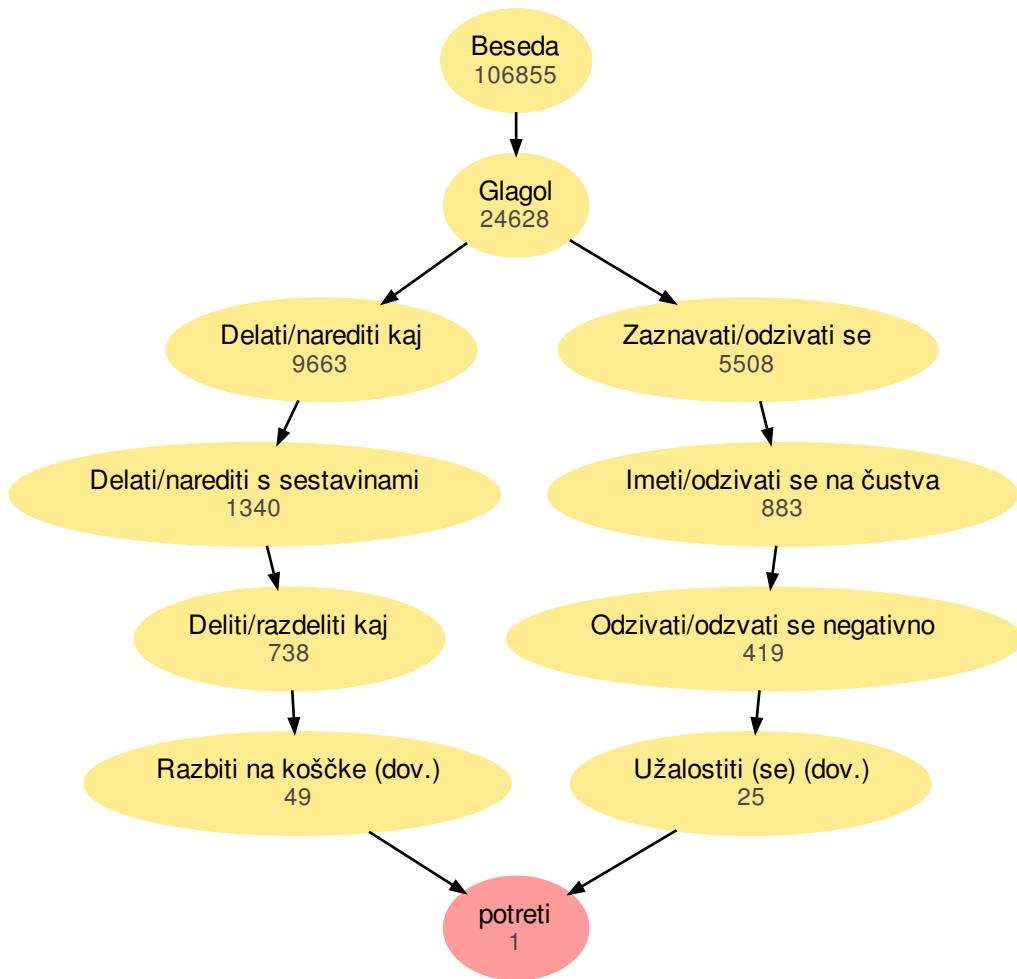 Beseda
106855
Glagol
24628
Delati/narediti kaj
9663
Zaznavati/odzivati se
5508
Delati/narediti s sestavinami
1340
Imeti/odzivati se na čustva
883
Deliti/razdeliti kaj
738
Odzivati/odzvati se negativno
419
Razbiti na koščke (dov.)
49
Užalostiti (se) (dov.)
25
potreti
1